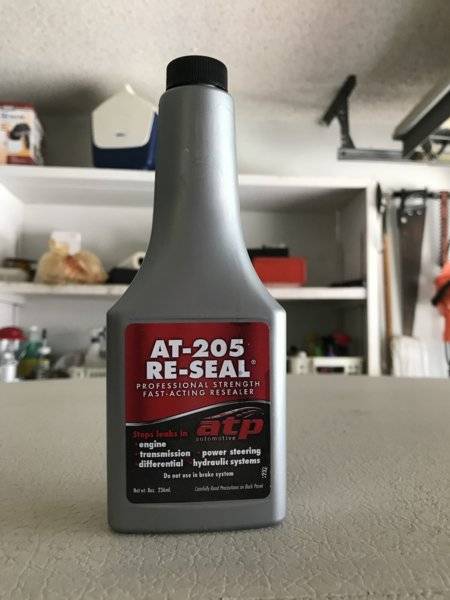 AT-205
RE-SEAL®
PROFESSIONAL STRENGTH
FAST-ACTING RESEALER
atp
automotive
Stops leaks in
engine
transmission · power steering
differential · hydraulic systems
Do not use in brake system
Net wt: 8oz. 236mL
Carefully Read Precautions on Back Panel